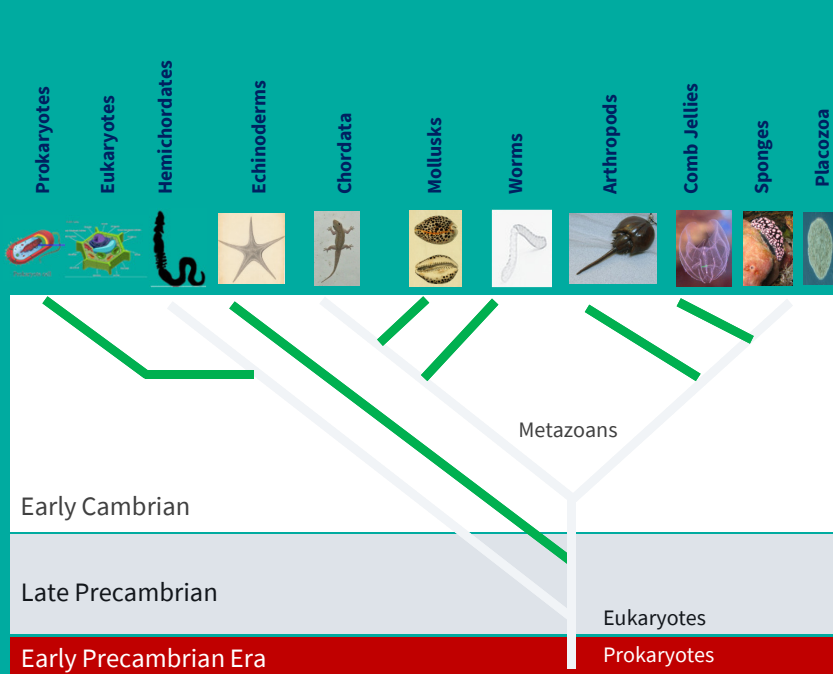 Prokaryotes
Eukaryotes
Hemichordates
Echinoderms
Chordata
Mollusks
Worms
Arthropods
Comb Jellies
Sponges
Placozoa
Metazoans
Early Cambrian
Late Precambrian
Eukaryotes
Early Precambrian Era
Prokaryotes